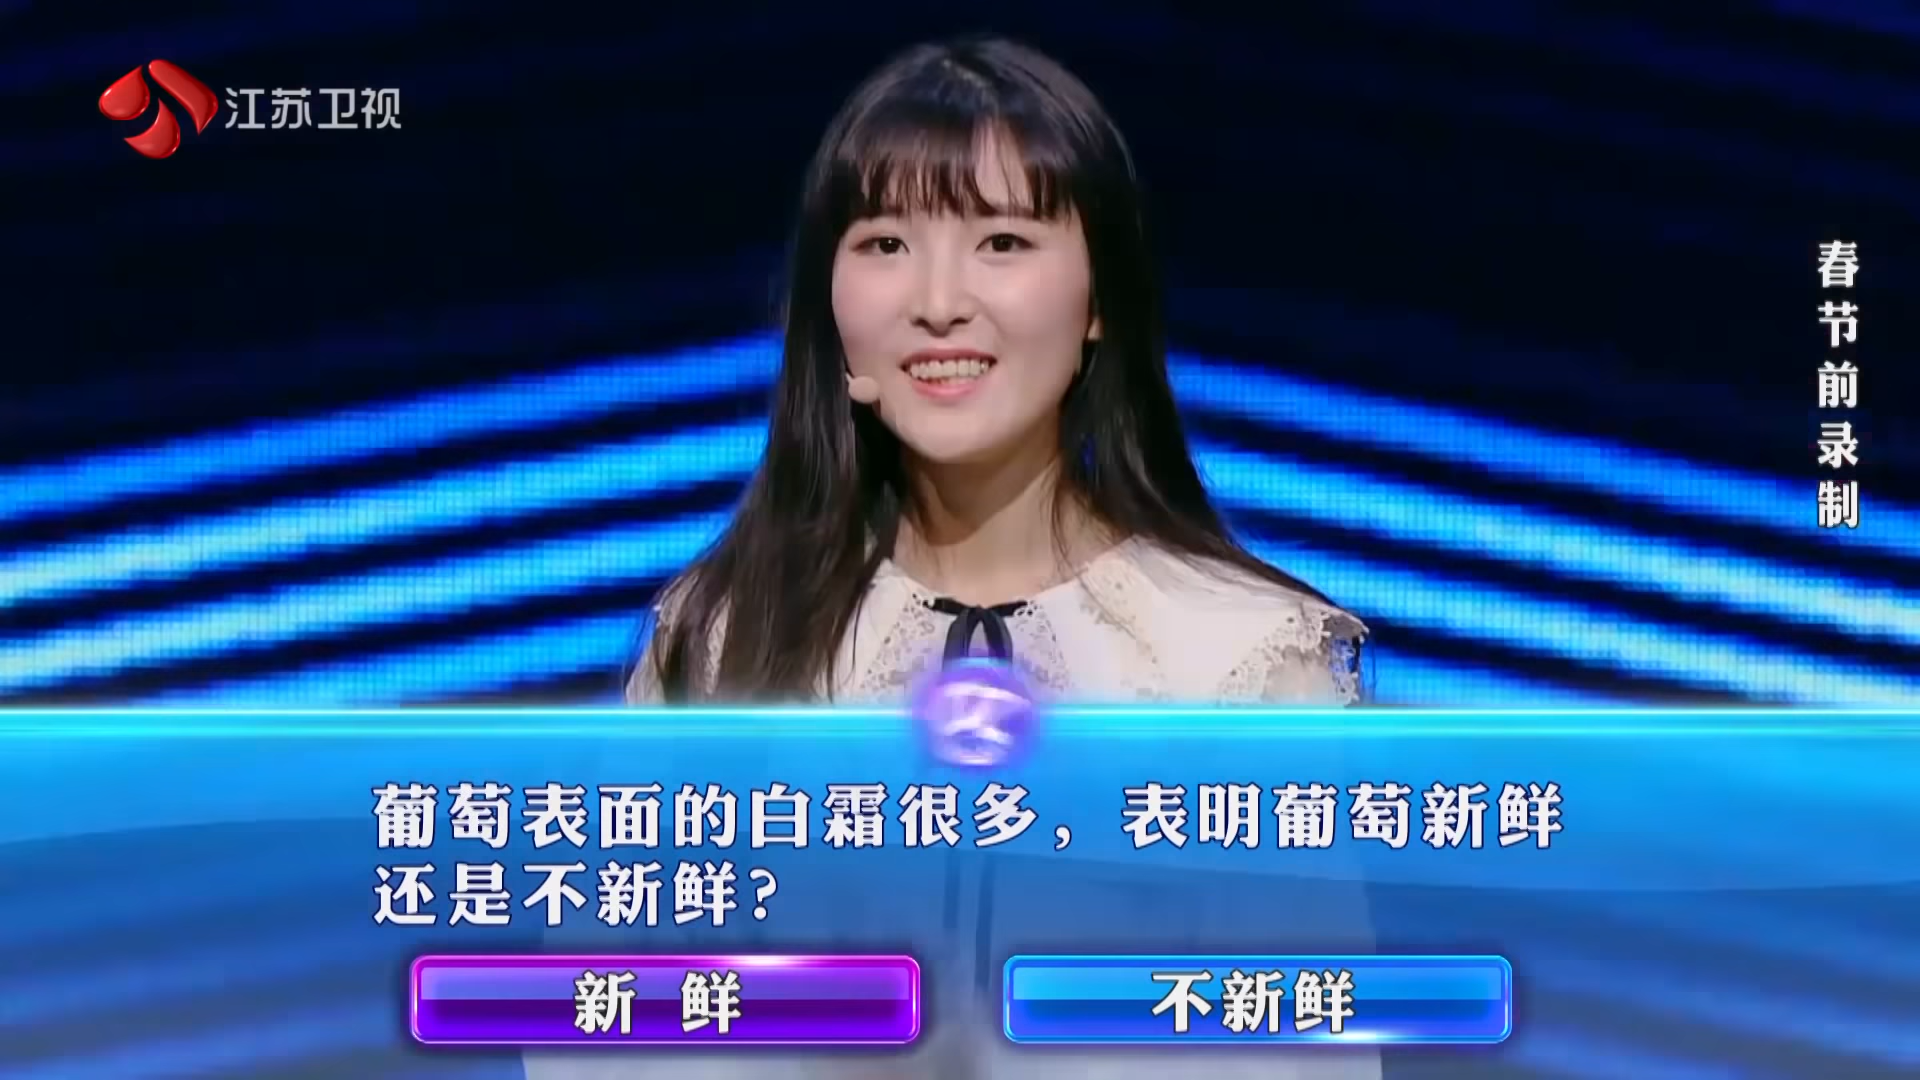 江苏卫视
春节前录制
葡萄表面的白霜很多，表明葡萄新鲜
还是不新鲜？
新 鲜
不新鲜